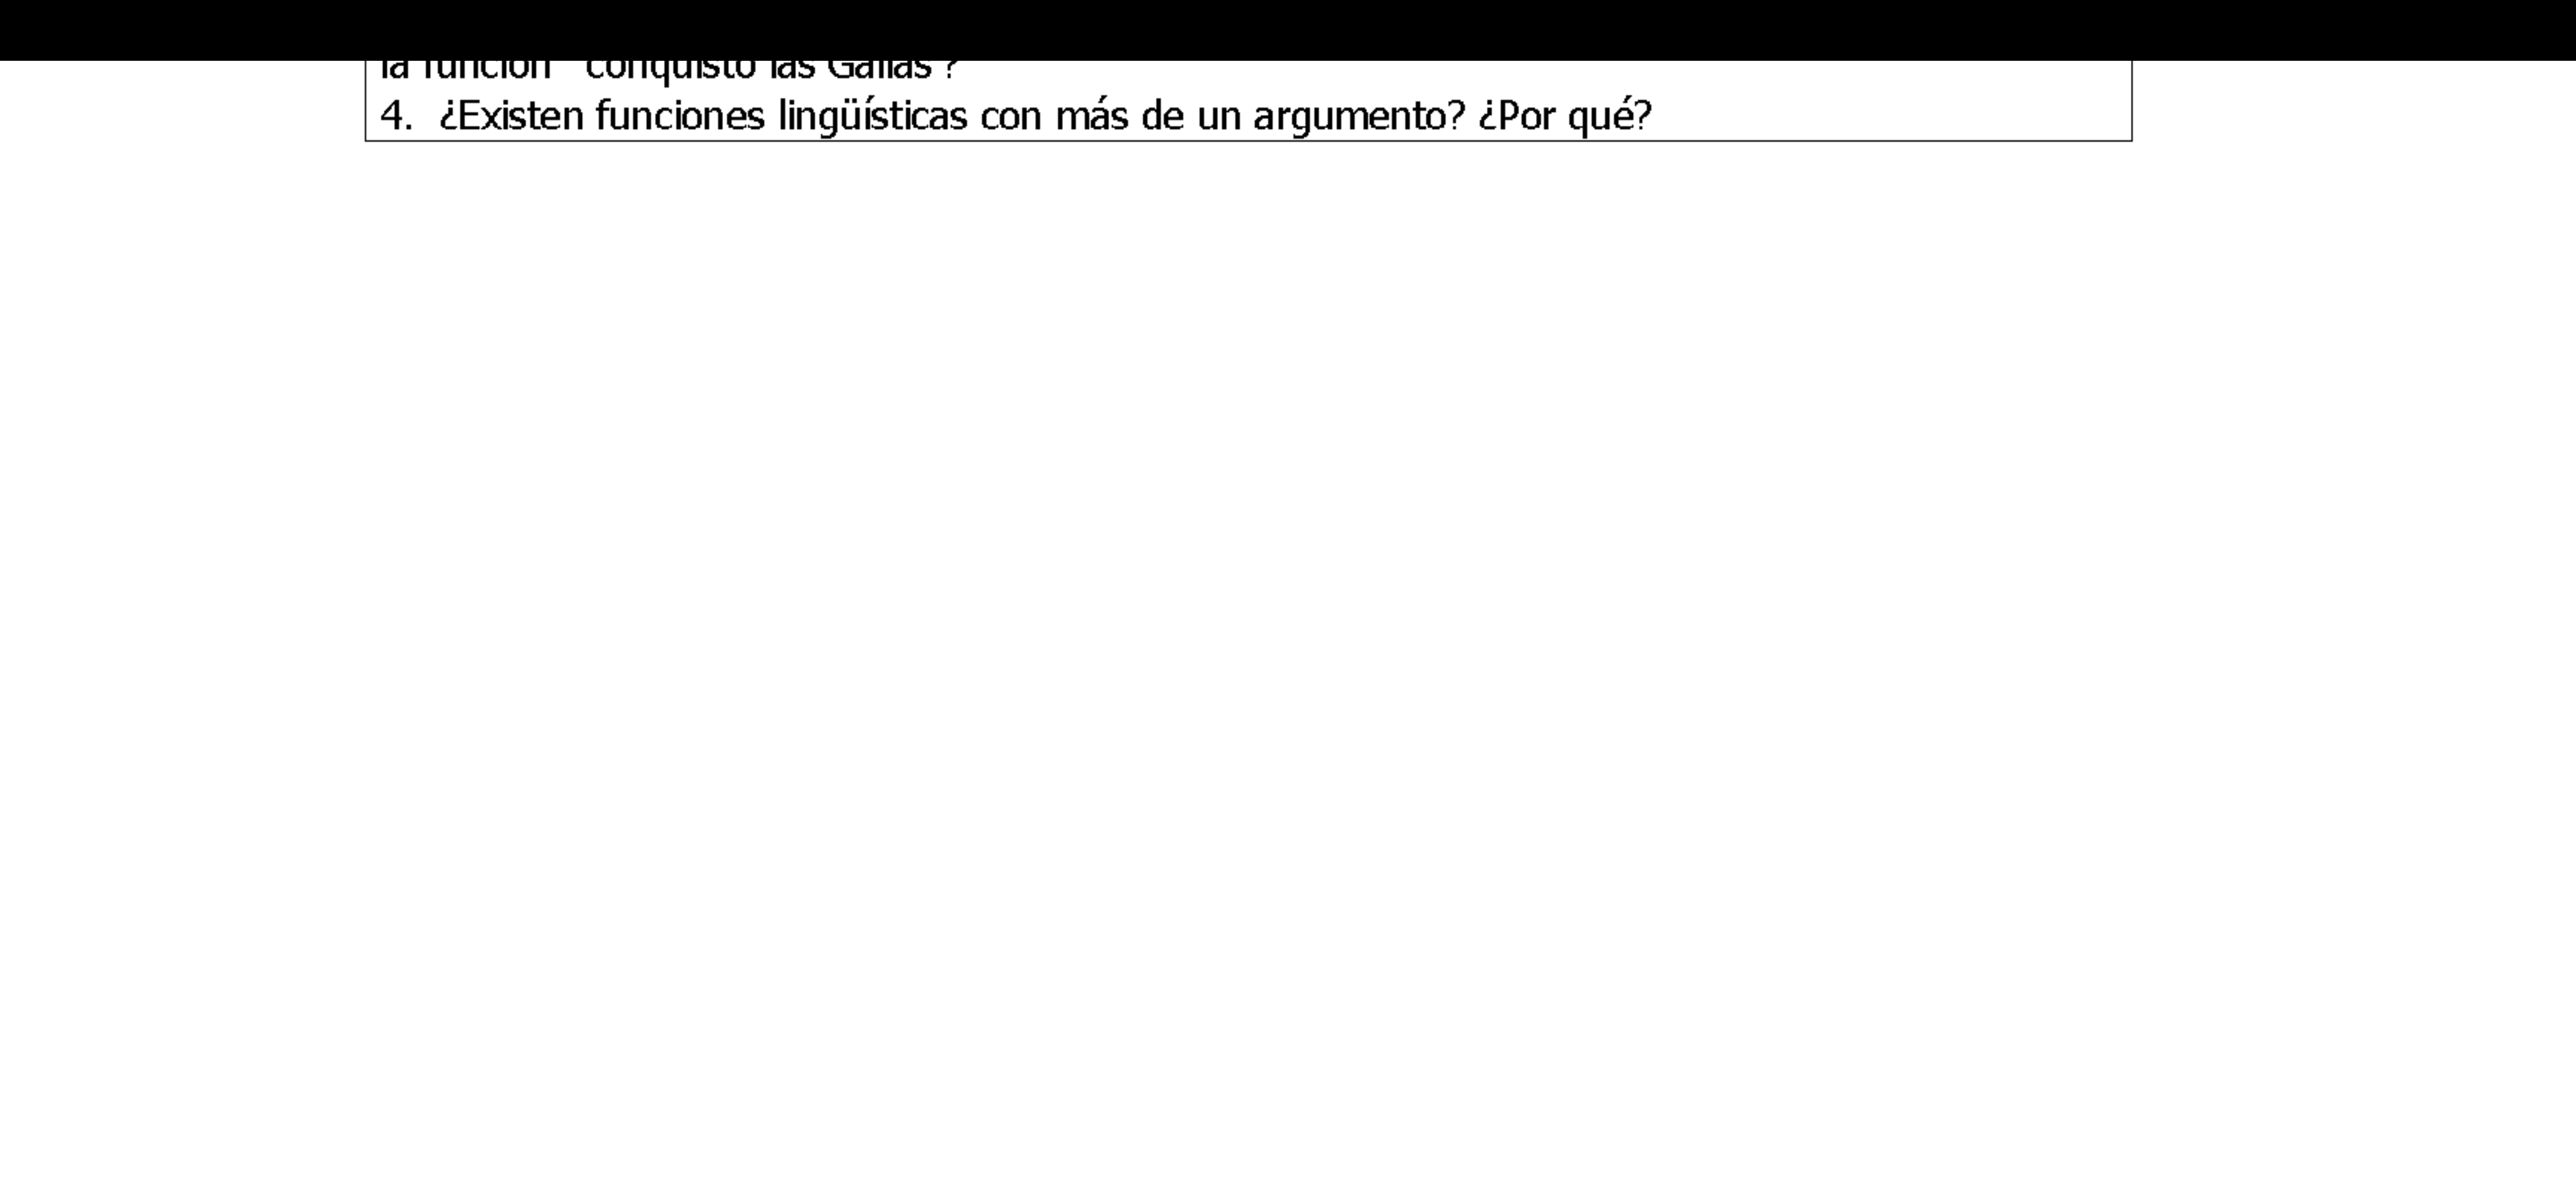 la función "conquistó las Galias"?
4. ¿Existen funciones lingüísticas con más de un argumento? ¿Por qué?